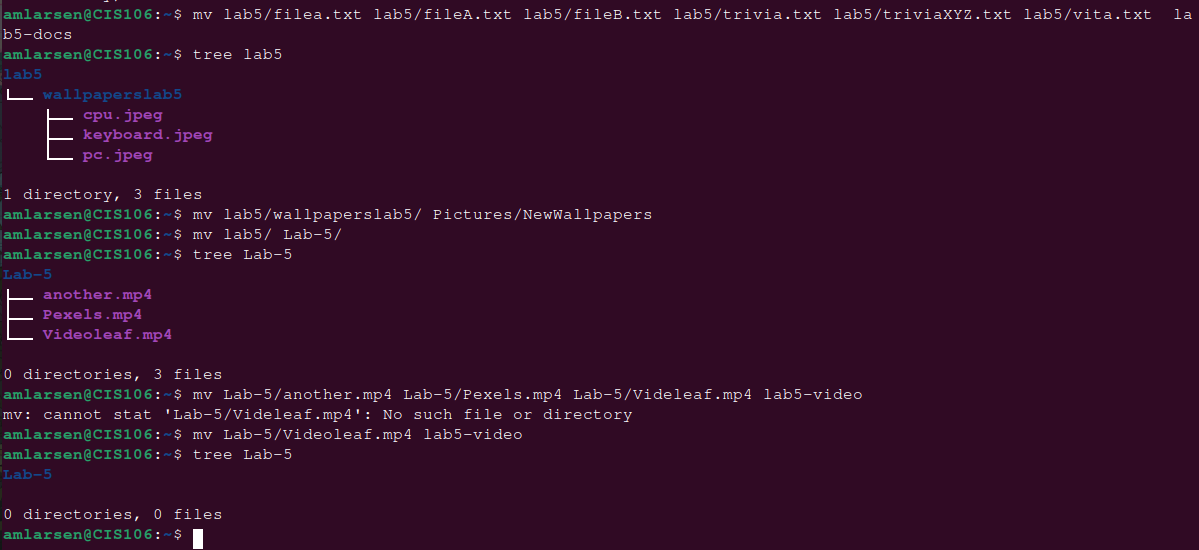 amlarsen@CIS106:~$ mv lab5/filea.txt lab5/fileA.txt lab5/fileB.txt lab5/trivia.txt lab5/triviaXYZ.txt lab5/vita.txt  la
b5-docs
amlarsen@CIS106:~$ tree lab5
lab5
└── wallpaperslab5
    ├── cpu.jpeg
    ├── keyboard.jpeg
    └── pc.jpeg
1 directory, 3 files
amlarsen@CIS106:~$ mv lab5/wallpaperslab5/ Pictures/NewWallpapers
amlarsen@CIS106:~$ mv lab5/ Lab-5/
amlarsen@CIS106:~$ tree Lab-5
Lab-5
├── another.mp4
├── Pexels.mp4
└── Videoleaf.mp4
0 directories, 3 files
amlarsen@CIS106:~$ mv Lab-5/another.mp4 Lab-5/Pexels.mp4 Lab-5/Videleaf.mp4 lab5-video
mv: cannot stat 'Lab-5/Videleaf.mp4': No such file or directory
amlarsen@CIS106:~$ mv Lab-5/Videoleaf.mp4 lab5-video
amlarsen@CIS106:~$ tree Lab-5
Lab-5
0 directories, 0 files
amlarsen@CIS106:~$